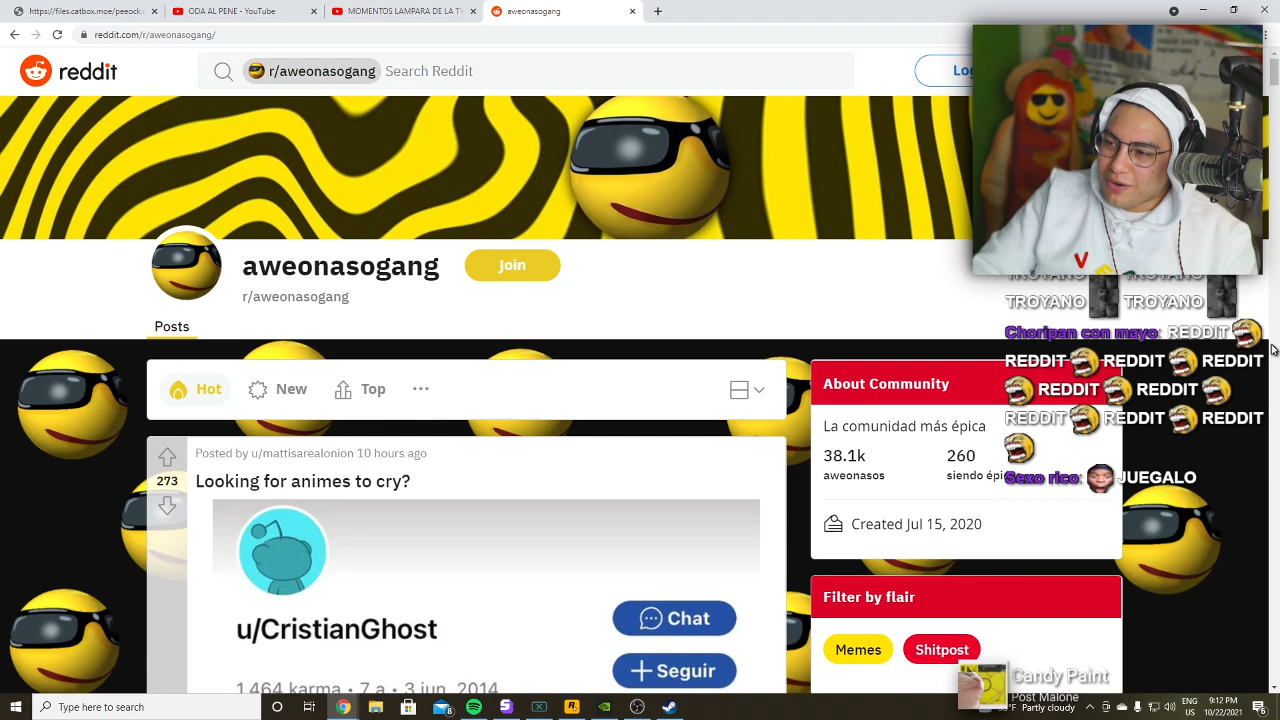 https://files.catbox.moe/peeock
ODA AL PENE - YouTube
MOMENTOS LAMPARA DE LA T
aweonasogang
reddit.com/r/aweonasogang/
reddit
r/aweonasogang
Search Reddit
Log
aweonasogang
Join
r/aweonasogang
Posts
TROYANO TROYANO
TROYANO TROYANO
Choripan con mayo: REDDIT
REDDIT REDDIT REDDIT
REDDIT REDDIT
REDDIT REDDIT REDDIT
Sexo rico: JUEGALO
Hot
New
Top
About Community
La comunidad más épica
38.1k
260
aweonasos
siendo épi
Created Jul 15, 2020
Posted by u/mattisarealonion 10 hours ago
273
Looking for animes to cry?
u/CristianGhost
Chat
Seguir
1.464 karma • 7 a • 3 jun. 2014
Filter by flair
Memes
Shitpost
Candy Paint
Post Malone
Type here to search
Partly cloudy
9:12 PM
US
10/22/2021